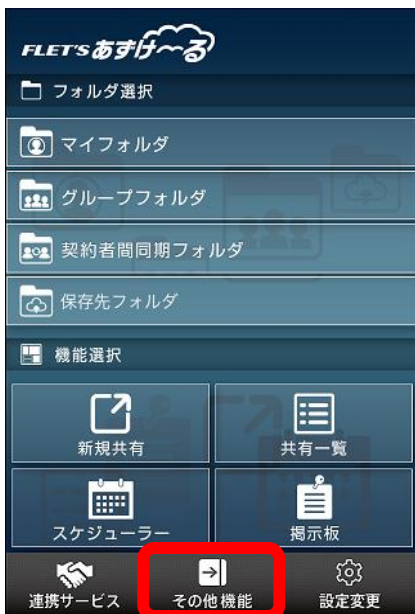 FLET'Sあずけ〜る
フォルダ選択
マイフォルダ
グループフォルダ
契約者間同期フォルダ
保存先フォルダ
機能選択
新規共有
共有一覧
スケジューラー
掲示板
連携サービス
その他機能
設定変更